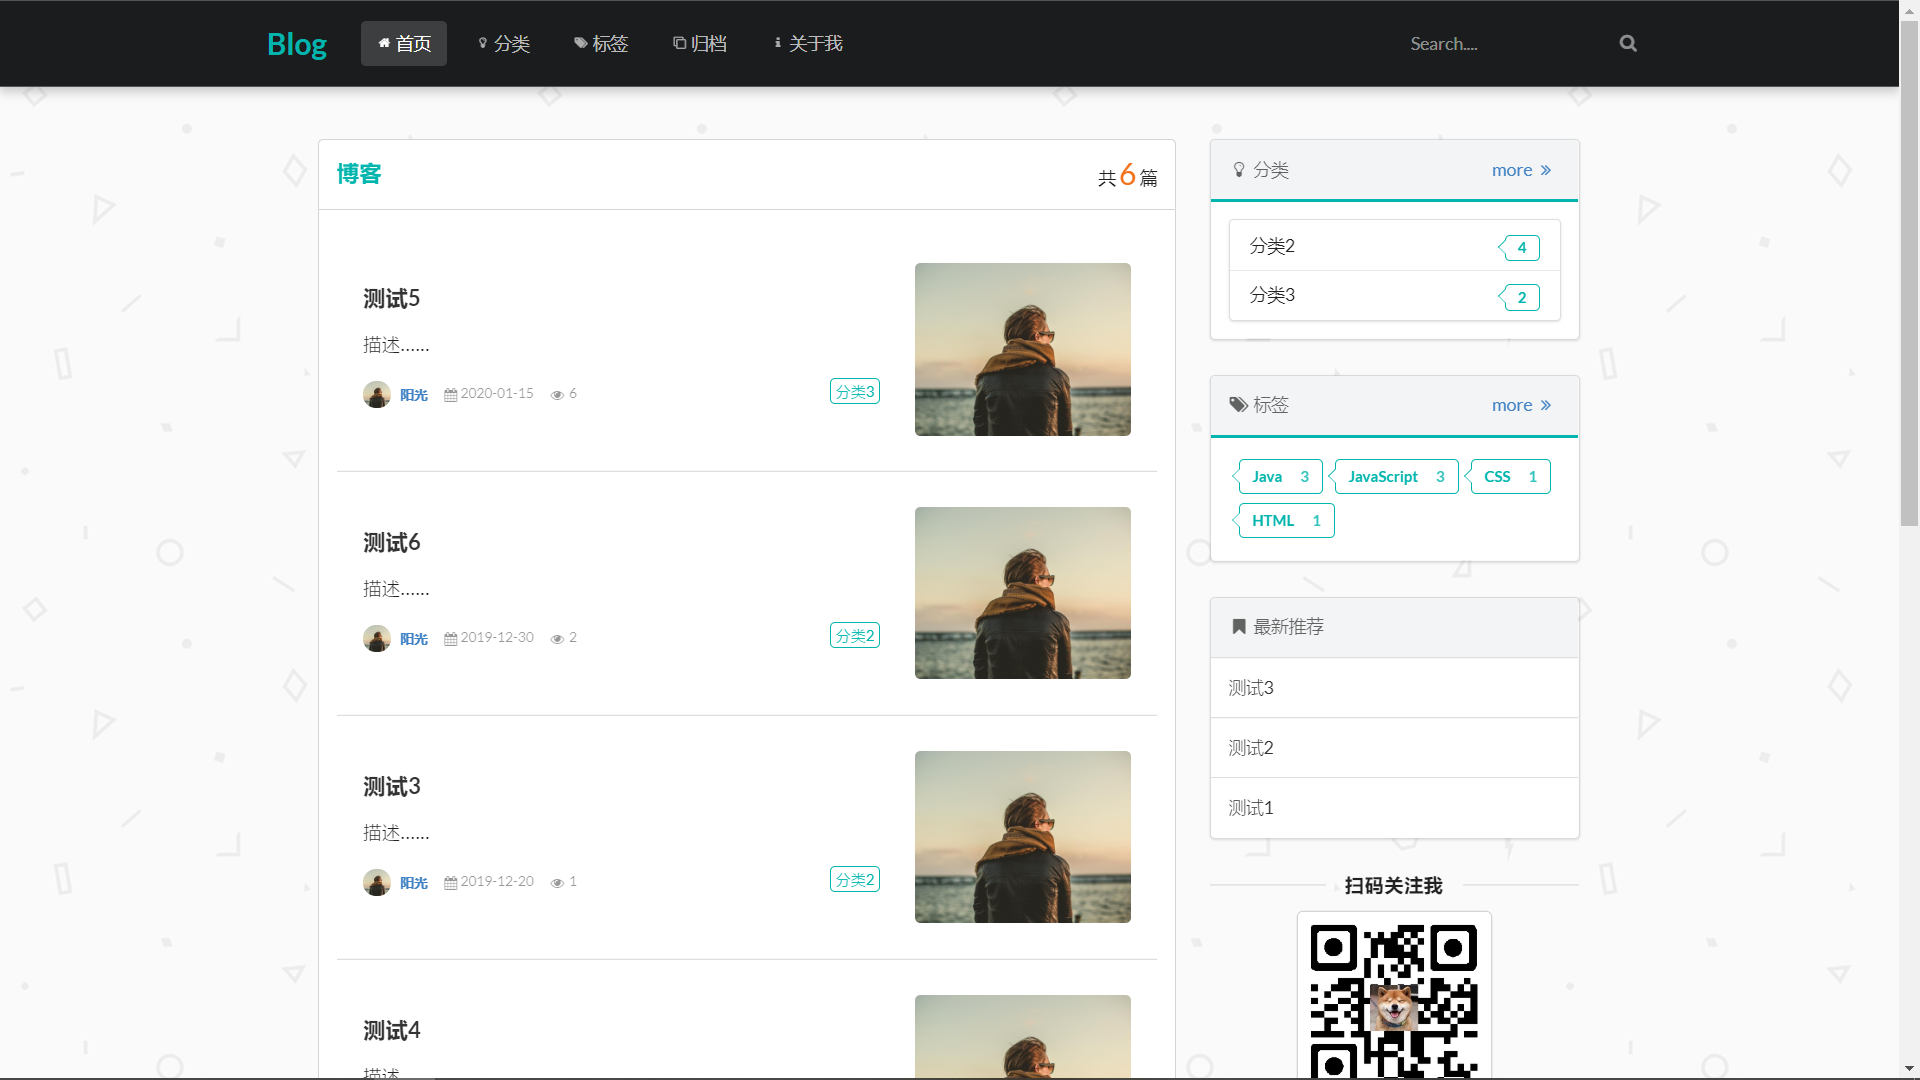 Blog 首页 分类 标签 归档 关于我 Search....
博客 共6篇
测试5
描述......
阳光 2020-01-15 6 分类3
测试6
描述......
阳光 2019-12-30 2 分类2
测试3
描述......
阳光 2019-12-20 1 分类2
测试4
描述......
分类 more
分类2 4
分类3 2
标签 more
Java 3 JavaScript 3 CSS 1
HTML 1
最新推荐
测试3
测试2
测试1
扫码关注我